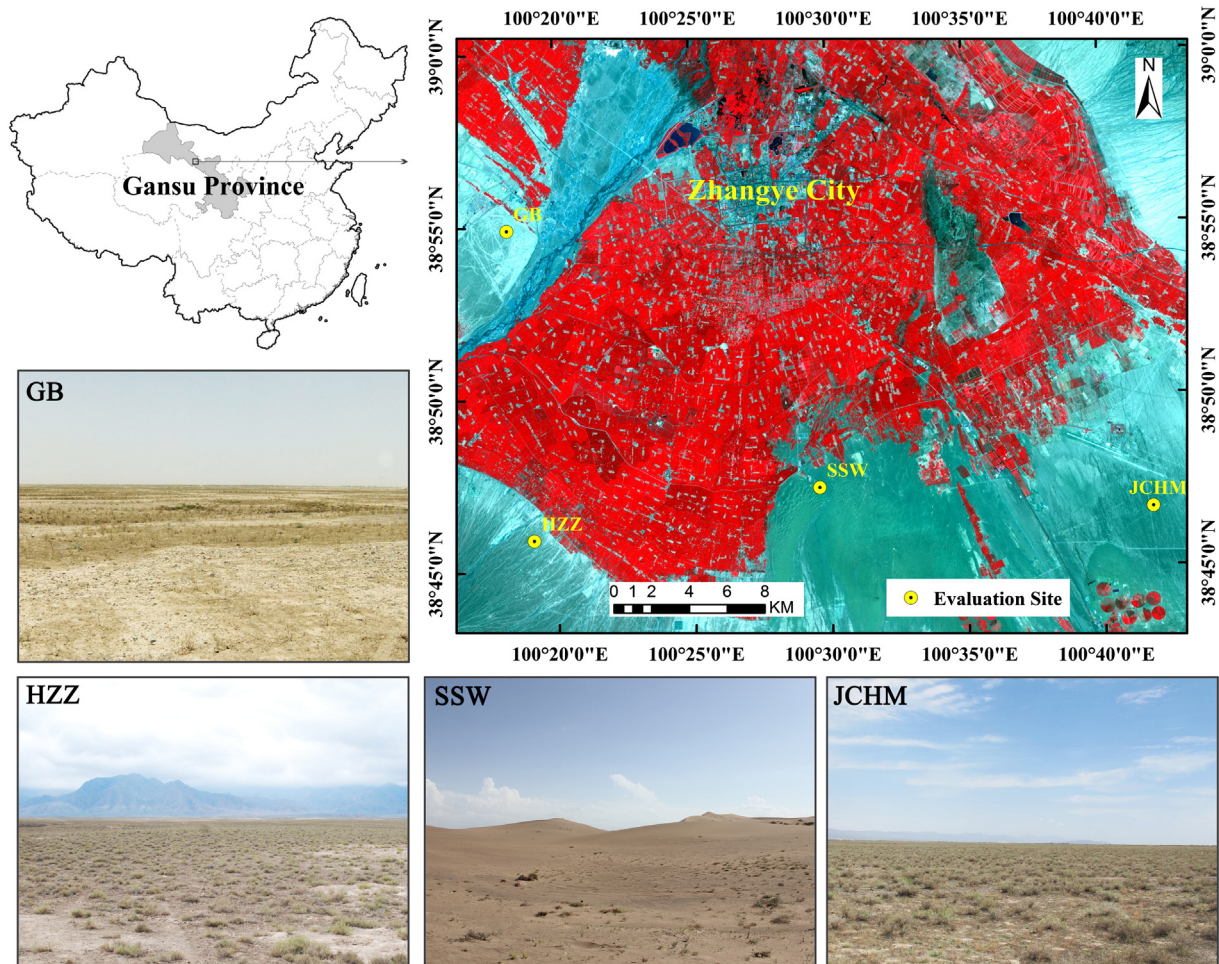 Gansu Province
100°20'0"E 100°25'0"E 100°30'0"E 100°35'0"E 100°40'0"E
39°0'0"N
38°55'0"N
38°50'0"N
38°45'0"N
39°0'0"N
38°55'0"N
38°50'0"N
38°45'0"N
N
Zhangye City
GB
SSW
JCHM
HZZ
0 1 2 4 6 8
KM
Evaluation Site
100°20'0"E 100°25'0"E 100°30'0"E 100°35'0"E 100°40'0"E
GB
HZZ
SSW
JCHM